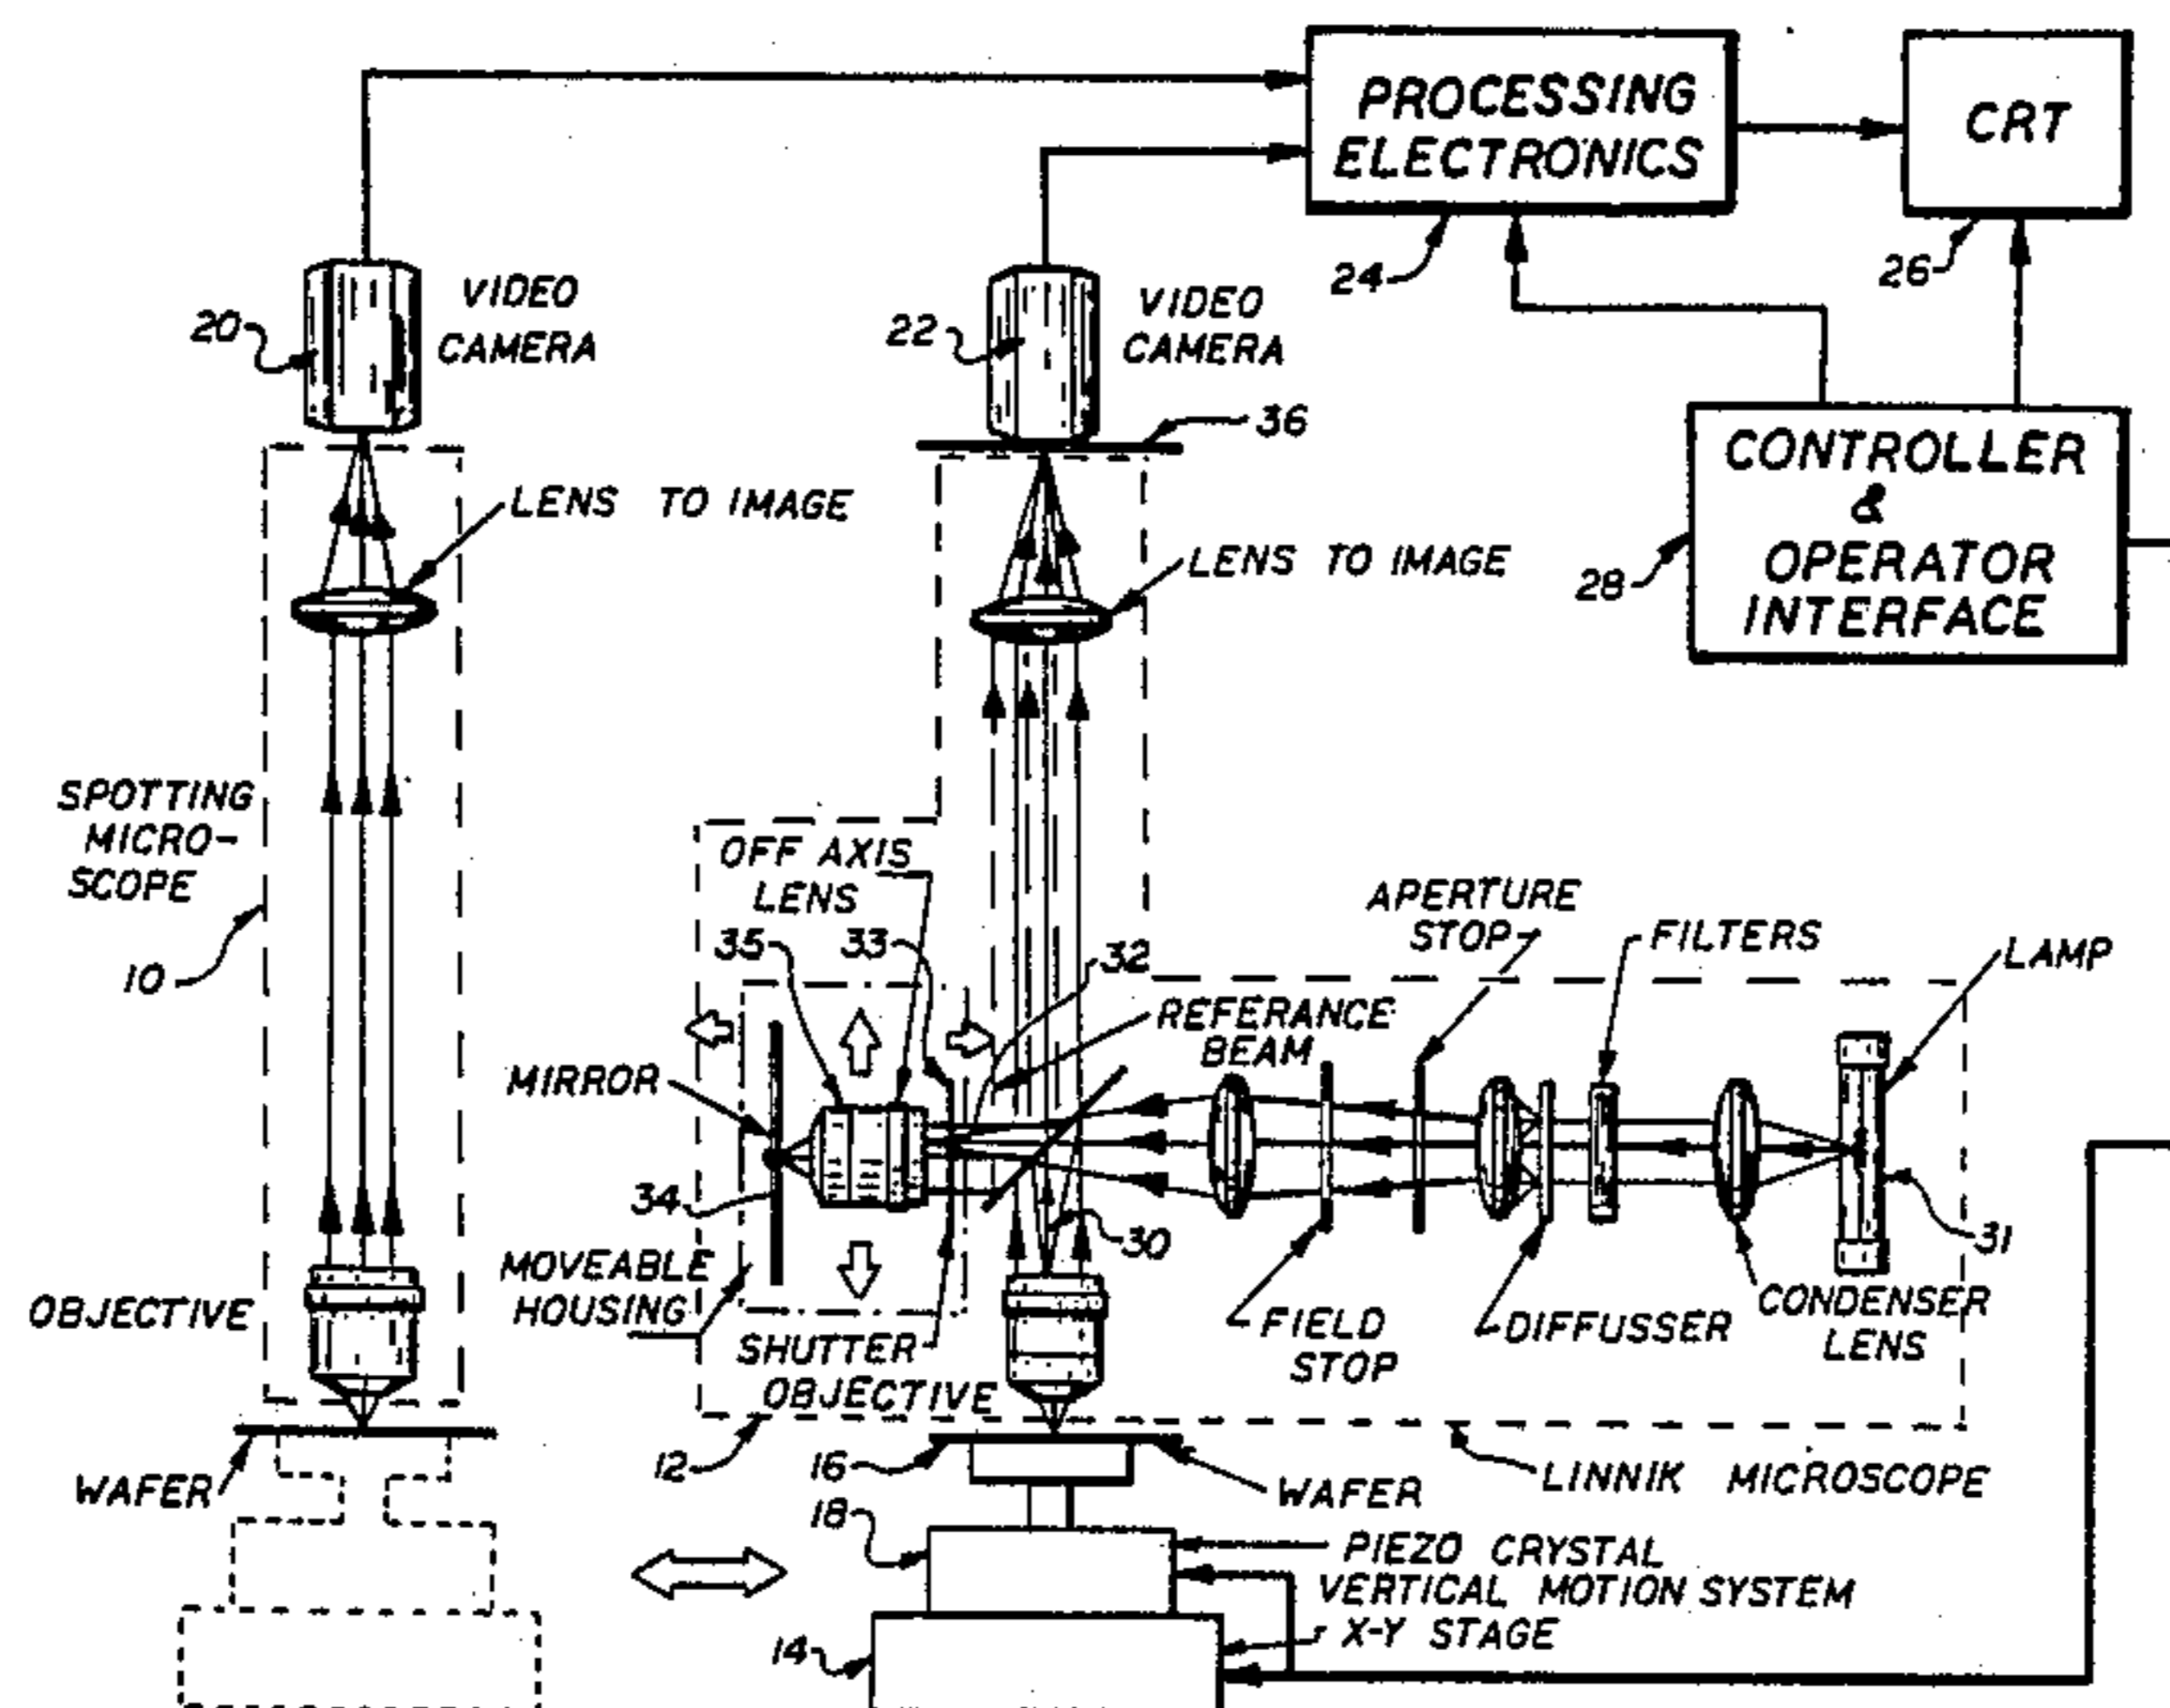 PROCESSING
ELECTRONICS
CRT
24
26
20
VIDEO
CAMERA
22
VIDEO
CAMERA
36
CONTROLLER
&
OPERATOR
INTERFACE
28
LENS TO IMAGE
LENS TO IMAGE
SPOTTING
MICRO-
SCOPE
10
OFF AXIS
LENS
35
33
32
APERTURE
STOP
FILTERS
LAMP
REFERANCE
BEAM
MIRROR
34
30
31
MOVEABLE
HOUSING
SHUTTER
OBJECTIVE
OBJECTIVE
FIELD
STOP
DIFFUSSER
CONDENSER
LENS
WAFER
12
16
WAFER
LINNIK MICROSCOPE
18
PIEZO CRYSTAL
VERTICAL MOTION SYSTEM
14
X-Y STAGE